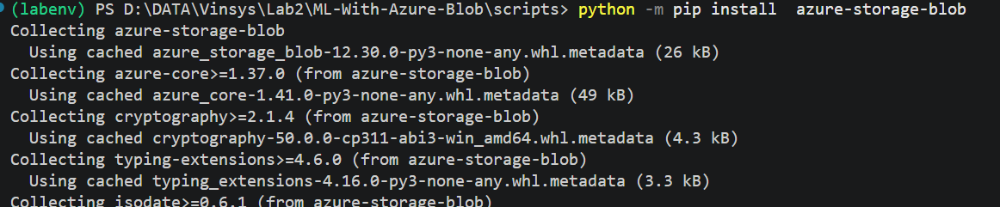 (labenv) PS D:\DATA\Vinsys\Lab2\ML-With-Azure-Blob\scripts> python -m pip install  azure-storage-blob
Collecting azure-storage-blob
  Using cached azure_storage_blob-12.30.0-py3-none-any.whl.metadata (26 kB)
Collecting azure-core>=1.37.0 (from azure-storage-blob)
  Using cached azure_core-1.41.0-py3-none-any.whl.metadata (49 kB)
Collecting cryptography>=2.1.4 (from azure-storage-blob)
  Using cached cryptography-50.0.0-cp311-abi3-win_amd64.whl.metadata (4.3 kB)
Collecting typing-extensions>=4.6.0 (from azure-storage-blob)
  Using cached typing_extensions-4.16.0-py3-none-any.whl.metadata (3.3 kB)
Collecting isodate>=0.6.1 (from azure-storage-blob)